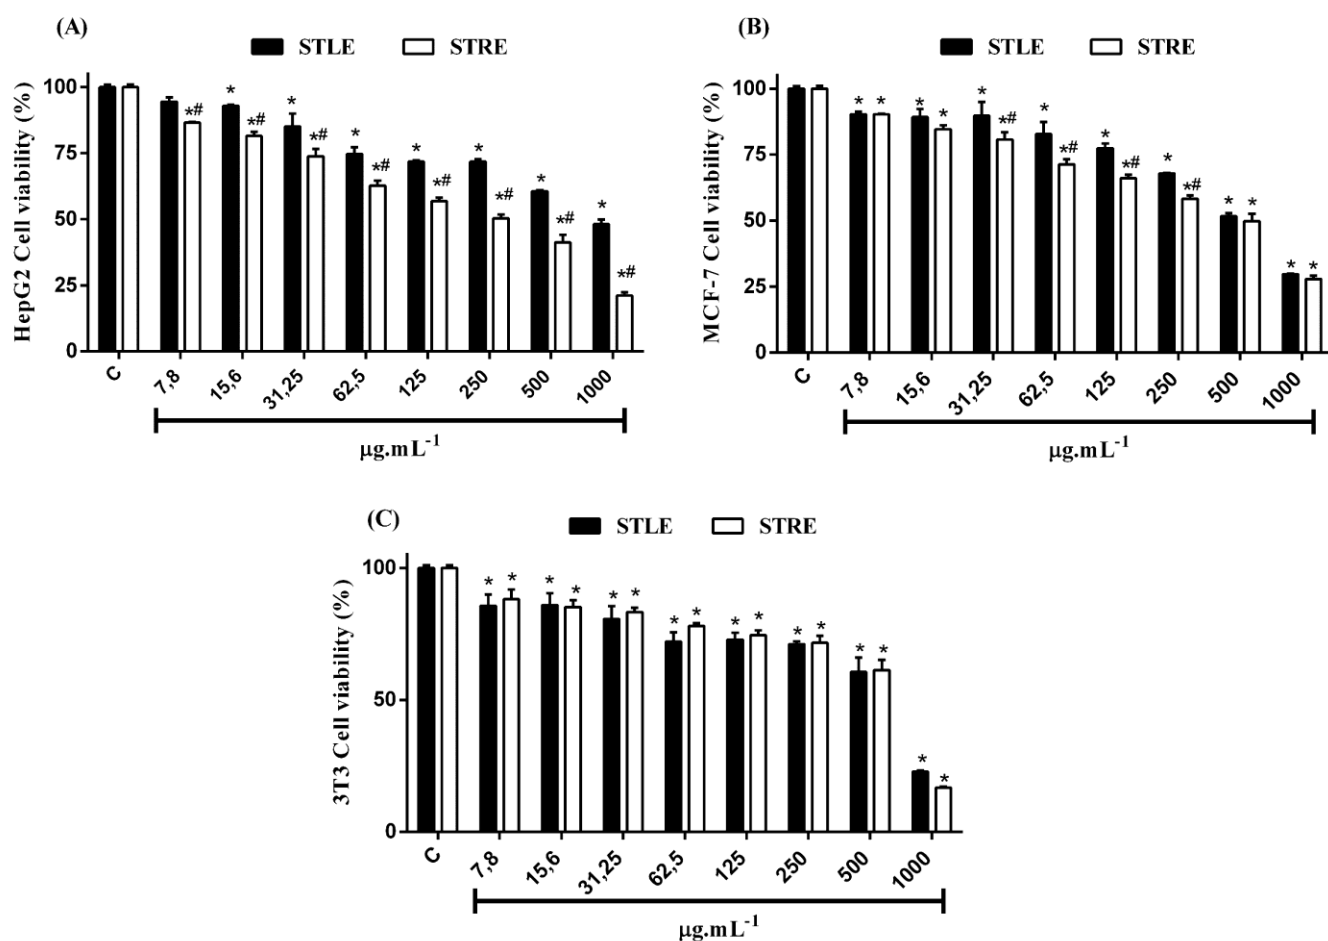 (A)
STLE STRE
HepG2 Cell viability (%)
100
75
50
25
0
* * * * * * *
*# *# *# *# *# *# *# *#
C 7,8 15,6 31,25 62,5 125 250 500 1000
µg.mL⁻¹
(B)
STLE STRE
MCF-7 Cell viability (%)
100
75
50
25
0
* * * * * * * *
* * *# *# *# *# * *
C 7,8 15,6 31,25 62,5 125 250 500 1000
µg.mL⁻¹
(C)
STLE STRE
3T3 Cell viability (%)
100
50
0
* * * * * * * *
* * * * * * * *
C 7,8 15,6 31,25 62,5 125 250 500 1000
µg.mL⁻¹